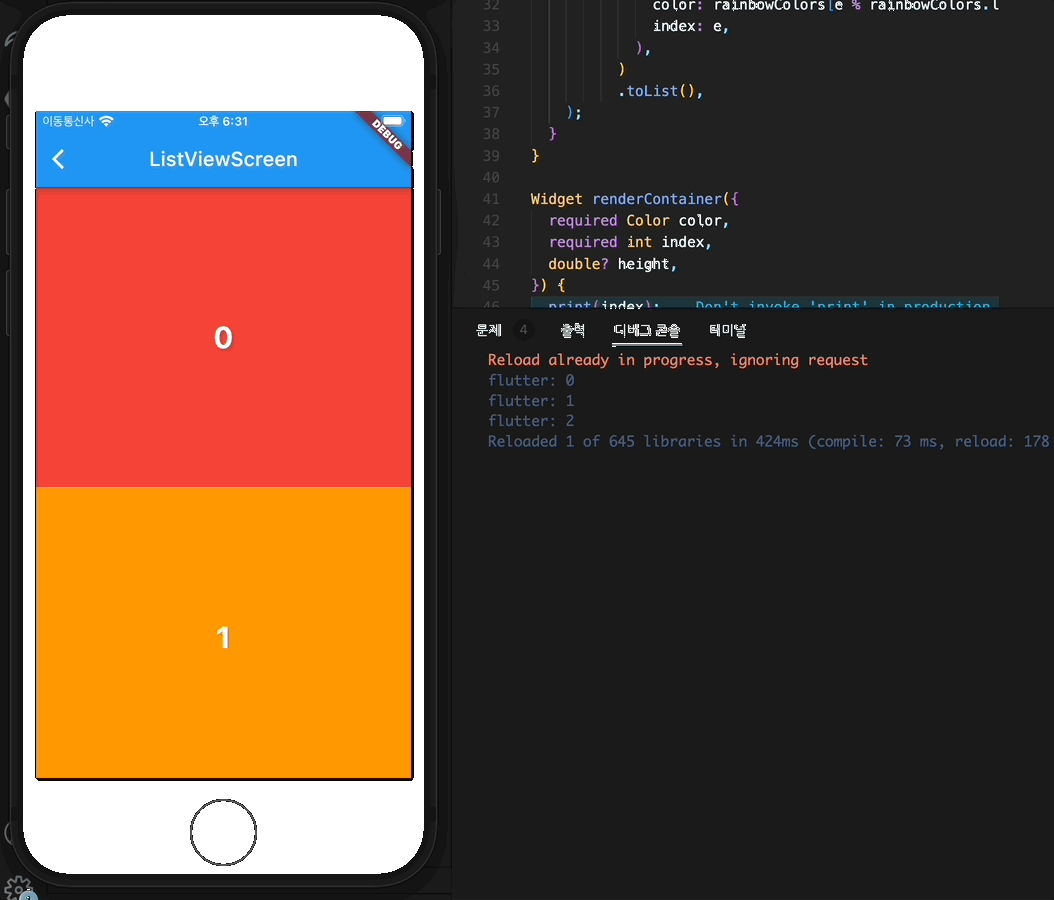 이동통신사
오후 6:31
DEBUG
ListViewScreen
0
1
32 color: rainbowColors[e % rainbowColors.l
33 index: e,
34 ),
35 )
36 .toList(),
37 );
38 }
39 }
40
41 Widget renderContainer({
42 required Color color,
43 required int index,
44 double? height,
45 }) {
46 print(index); Don't invoke 'print' in production
문제 4 출력 디버그 콘솔 터미널
Reload already in progress, ignoring request
flutter: 0
flutter: 1
flutter: 2
Reloaded 1 of 645 libraries in 424ms (compile: 73 ms, reload: 178